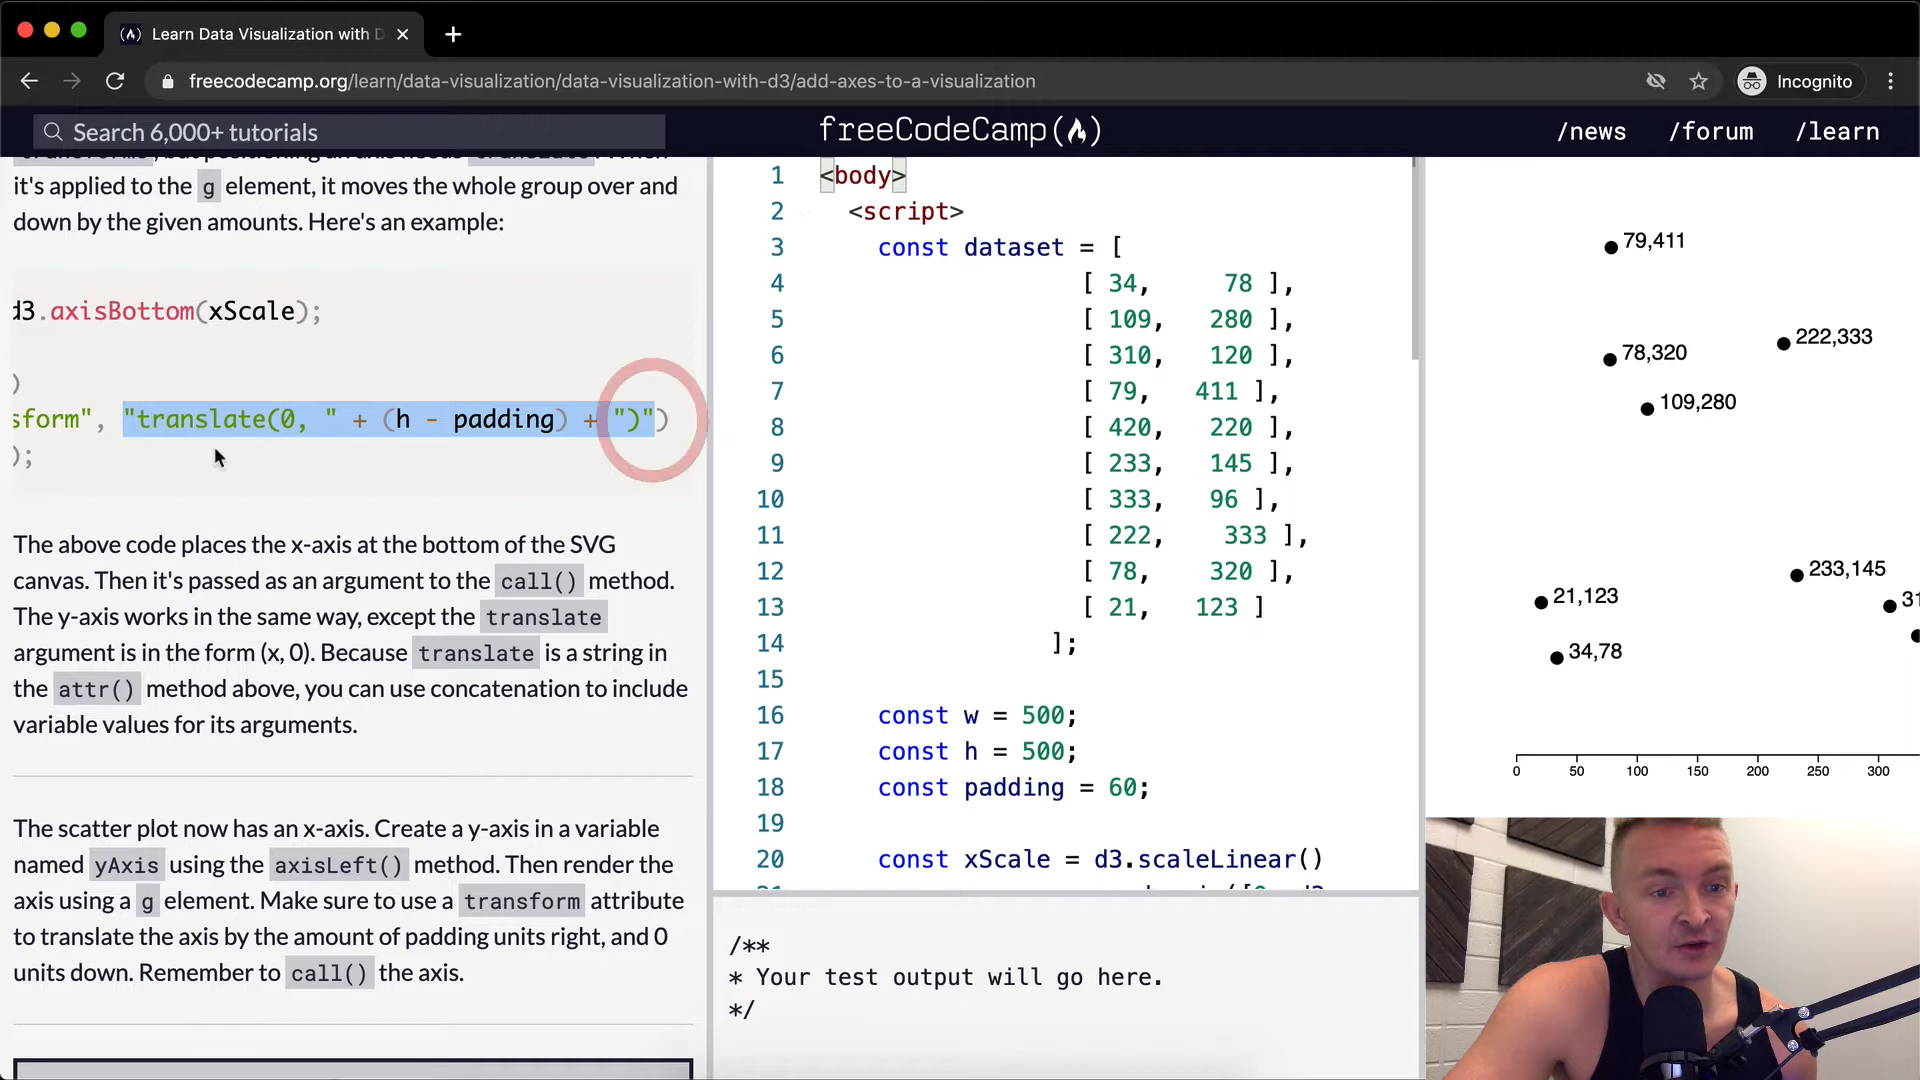 Learn Data Visualization with D
freecodecamp.org/learn/data-visualization/data-visualization-with-d3/add-axes-to-a-visualization
Incognito
Search 6,000+ tutorials
freeCodeCamp
/news
/forum
/learn
it's applied to the g element, it moves the whole group over and
down by the given amounts. Here's an example:
d3.axisBottom(xScale);
)
sform", "translate(0, " + (h - padding) + ")")
);
The above code places the x-axis at the bottom of the SVG
canvas. Then it's passed as an argument to the call() method.
The y-axis works in the same way, except the translate
argument is in the form (x, 0). Because translate is a string in
the attr() method above, you can use concatenation to include
variable values for its arguments.
The scatter plot now has an x-axis. Create a y-axis in a variable
named yAxis using the axisLeft() method. Then render the
axis using a g element. Make sure to use a transform attribute
to translate the axis by the amount of padding units right, and 0
units down. Remember to call() the axis.
1 <body>
2 <script>
3 const dataset = [
4 [ 34, 78 ],
5 [ 109, 280 ],
6 [ 310, 120 ],
7 [ 79, 411 ],
8 [ 420, 220 ],
9 [ 233, 145 ],
10 [ 333, 96 ],
11 [ 222, 333 ],
12 [ 78, 320 ],
13 [ 21, 123 ]
14 ];
15
16 const w = 500;
17 const h = 500;
18 const padding = 60;
19
20 const xScale = d3.scaleLinear()
/**
* Your test output will go here.
*/
79,411
222,333
78,320
109,280
233,145
21,123
31
34,78
0 50 100 150 200 250 300